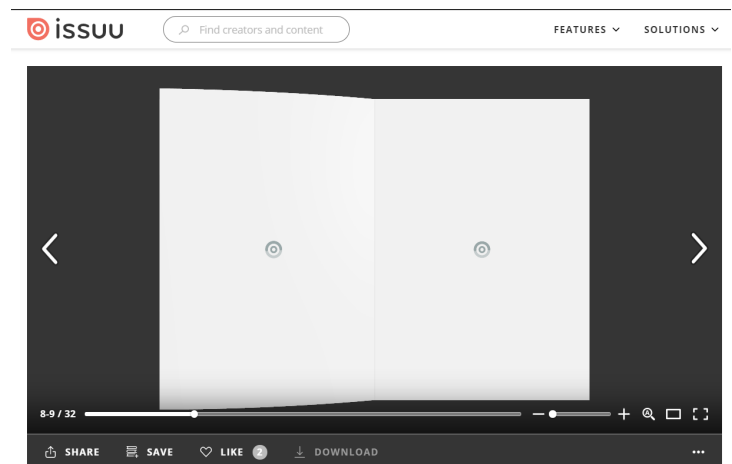 issuu
Find creators and content
FEATURES
SOLUTIONS
8-9 / 32
SHARE
SAVE
LIKE 2
DOWNLOAD